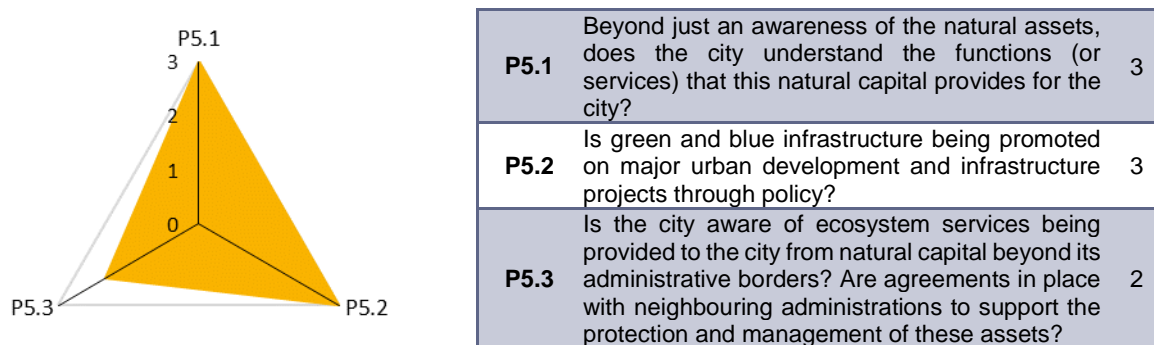 P5.1
3
2
1
0
P5.3
P5.2
P5.1
Beyond just an awareness of the natural assets,
does the city understand the functions (or
services) that this natural capital provides for the
city?
3
P5.2
Is green and blue infrastructure being promoted
on major urban development and infrastructure
projects through policy?
3
P5.3
Is the city aware of ecosystem services being
provided to the city from natural capital beyond its
administrative borders? Are agreements in place
with neighbouring administrations to support the
protection and management of these assets?
2